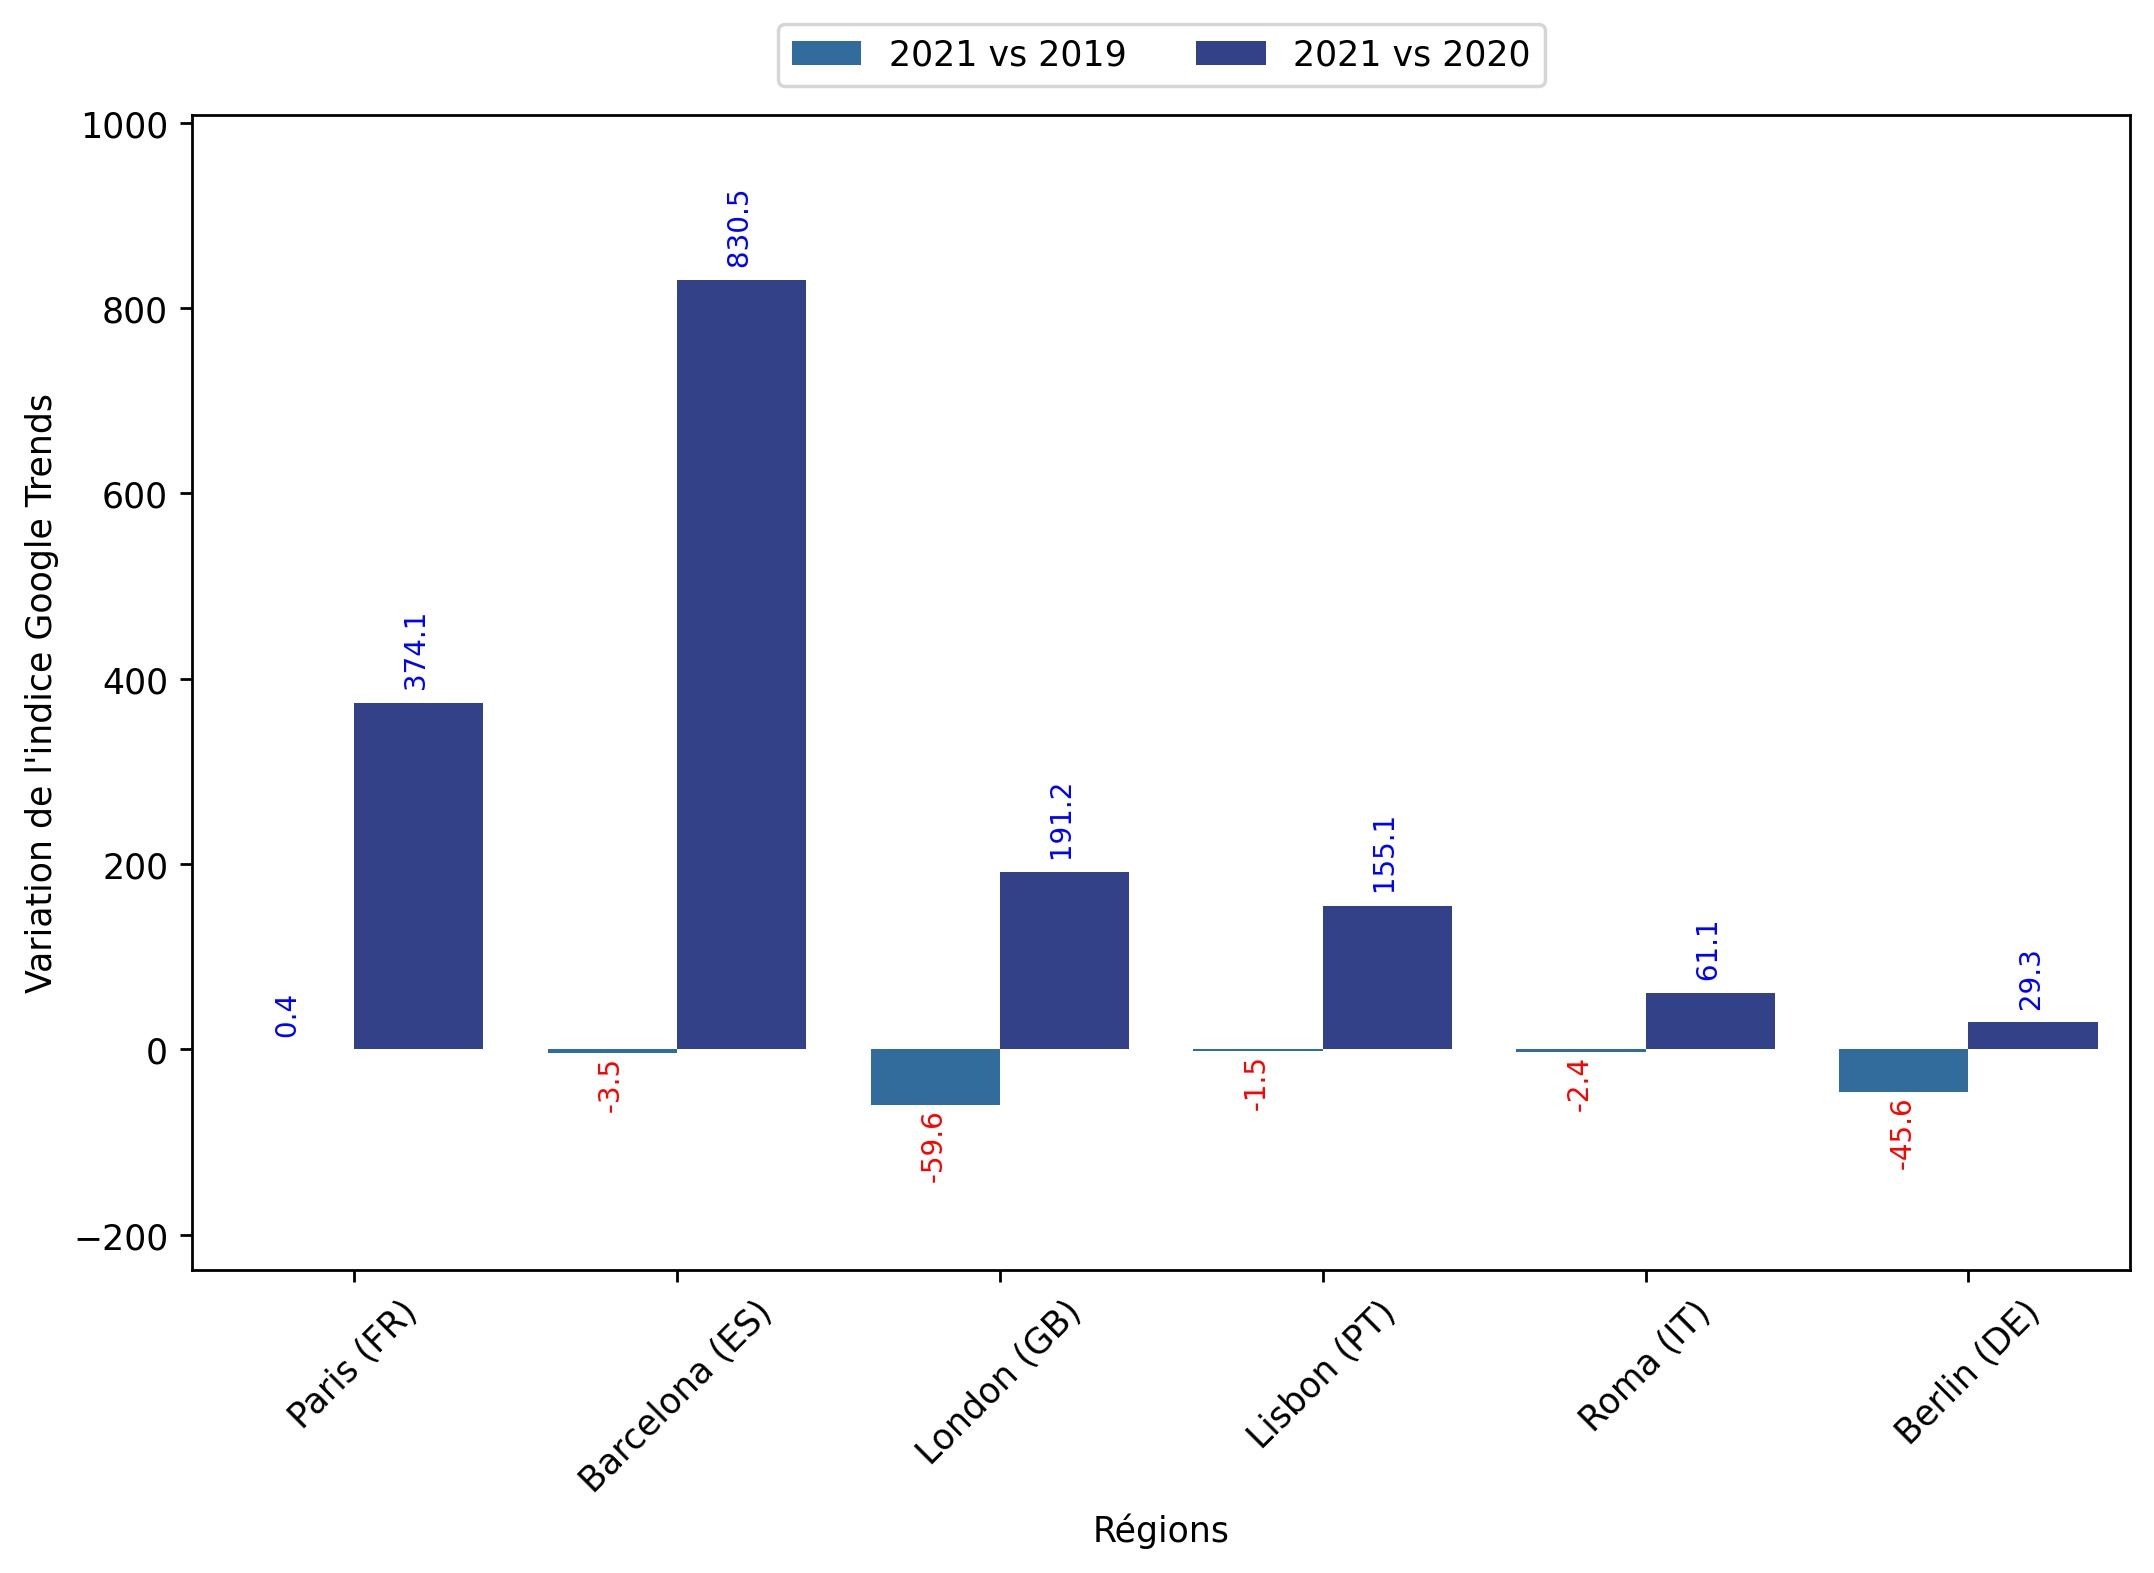 2021 vs 2019
2021 vs 2020
Variation de l'indice Google Trends
1000
800
600
400
200
0
−200
0.4
374.1
-3.5
830.5
-59.6
191.2
-1.5
155.1
-2.4
61.1
-45.6
29.3
Paris (FR)
Barcelona (ES)
London (GB)
Lisbon (PT)
Roma (IT)
Berlin (DE)
Régions